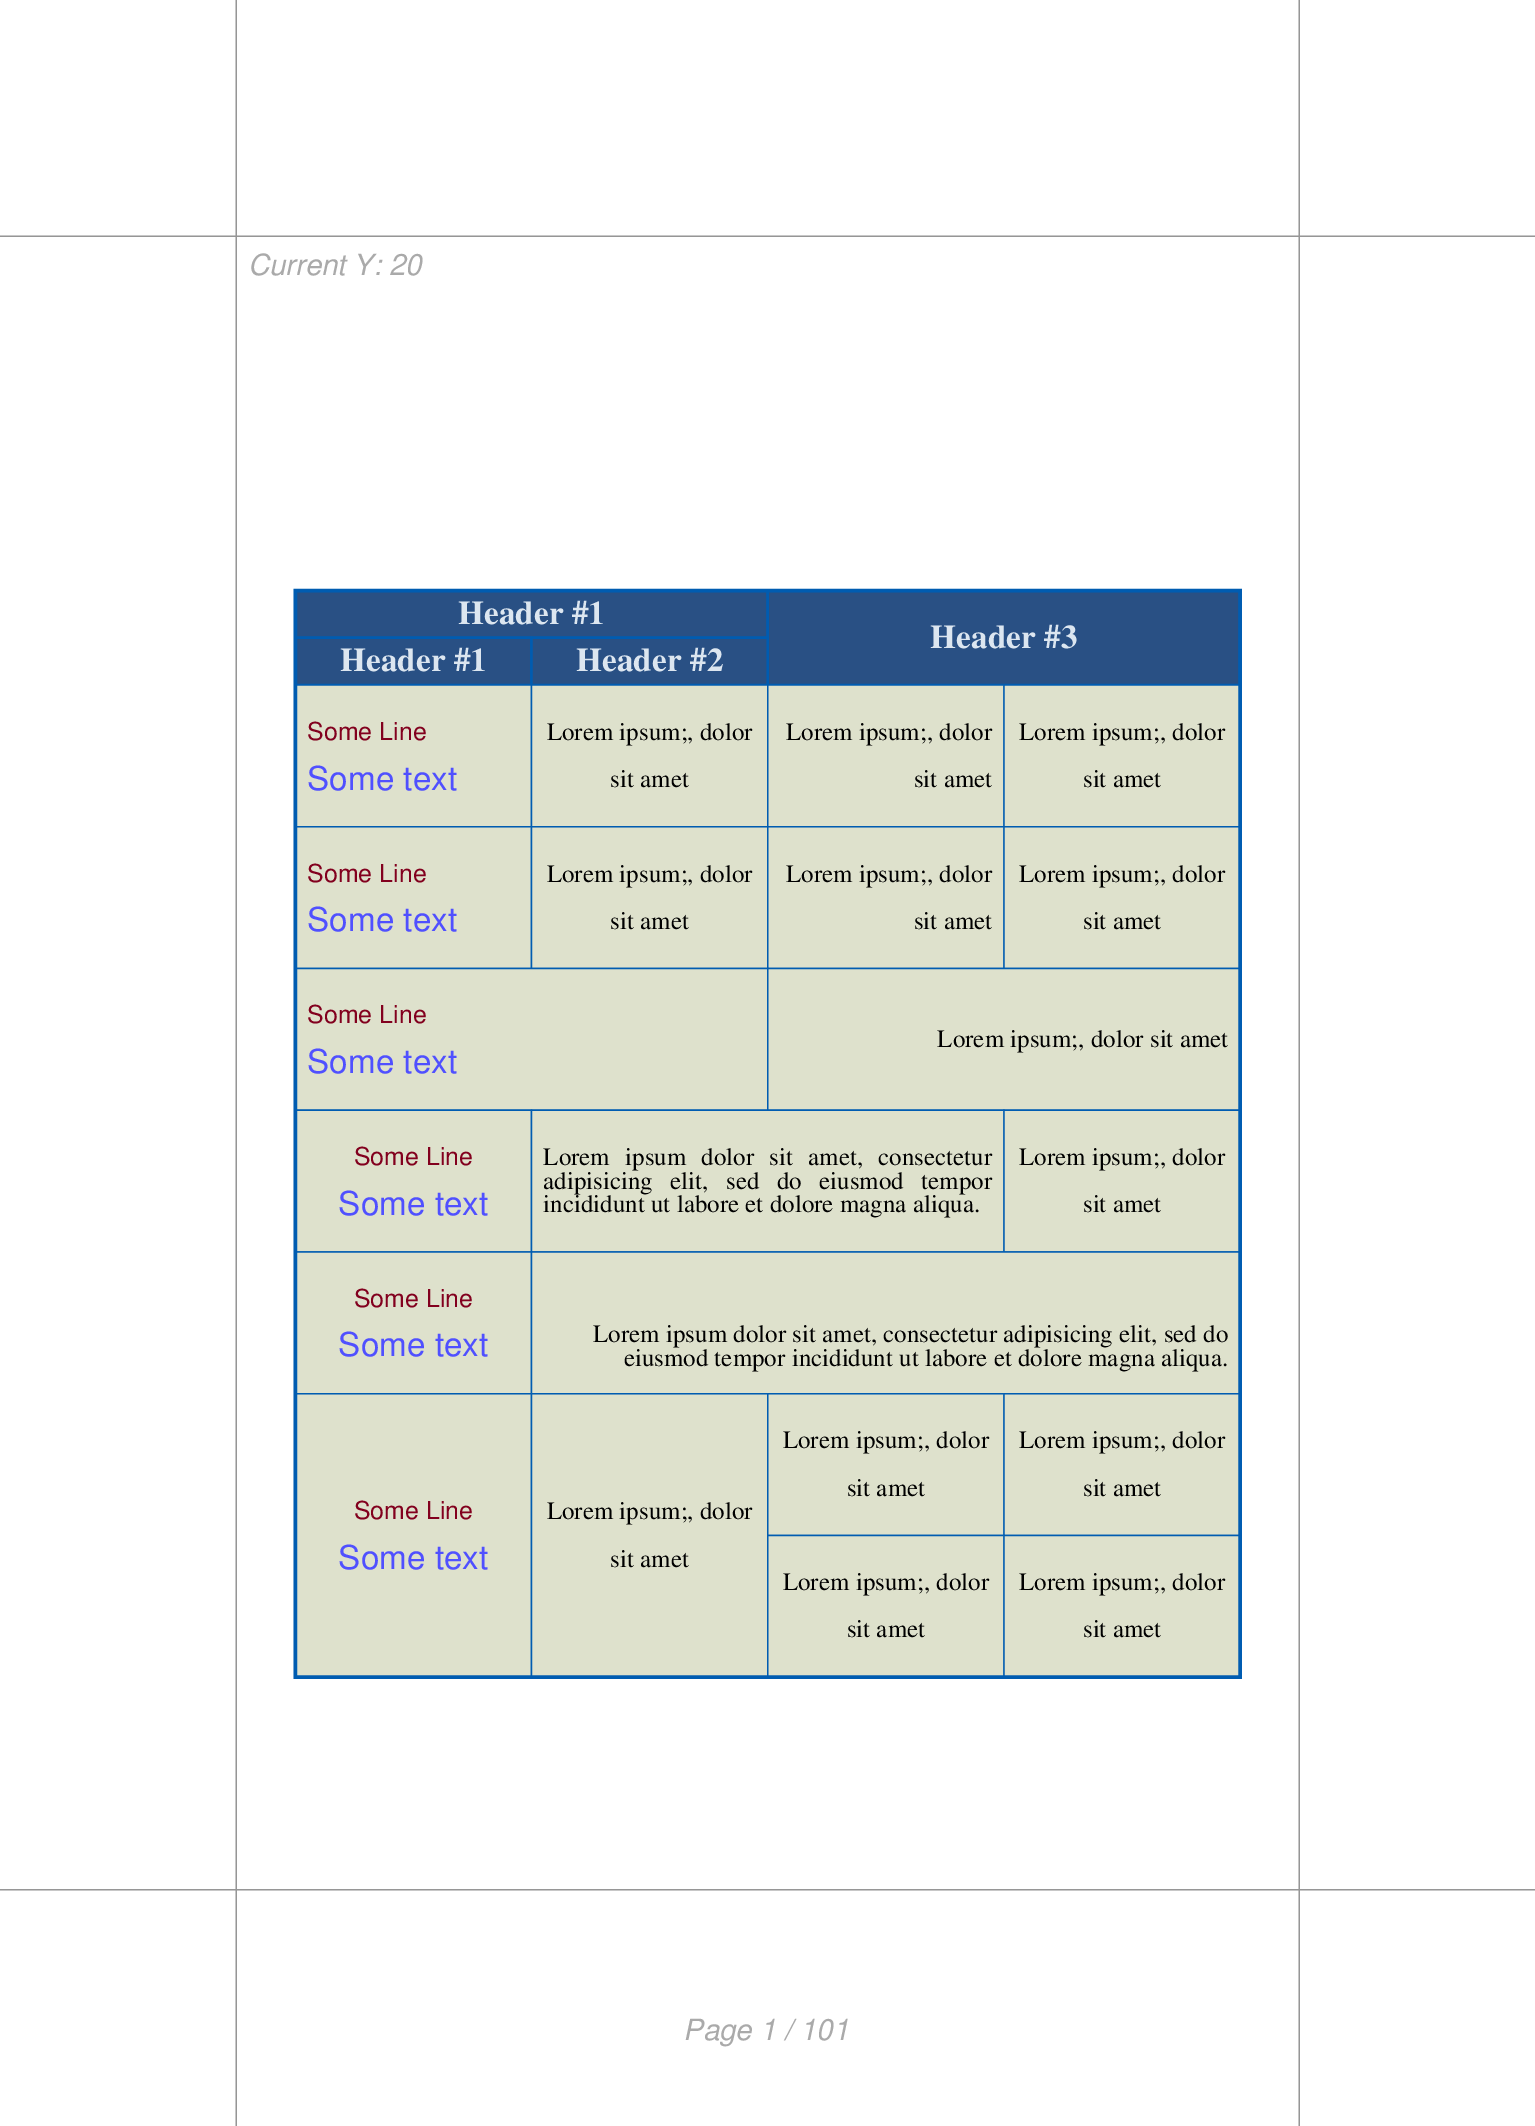 Current Y: 20
Header #1
Header #3
Header #1
Header #2
Some Line
Some text
Lorem ipsum;, dolor
sit amet
Lorem ipsum;, dolor
sit amet
Lorem ipsum;, dolor
sit amet
Some Line
Some text
Lorem ipsum;, dolor
sit amet
Lorem ipsum;, dolor
sit amet
Lorem ipsum;, dolor
sit amet
Some Line
Some text
Lorem ipsum;, dolor sit amet
Some Line
Some text
Lorem ipsum dolor sit amet, consectetur
adipisicing elit, sed do eiusmod tempor
incididunt ut labore et dolore magna aliqua.
Lorem ipsum;, dolor
sit amet
Some Line
Some text
Lorem ipsum dolor sit amet, consectetur adipisicing elit, sed do
eiusmod tempor incididunt ut labore et dolore magna aliqua.
Some Line
Some text
Lorem ipsum;, dolor
sit amet
Lorem ipsum;, dolor
sit amet
Lorem ipsum;, dolor
sit amet
Lorem ipsum;, dolor
sit amet
Lorem ipsum;, dolor
sit amet
Page 1 / 101